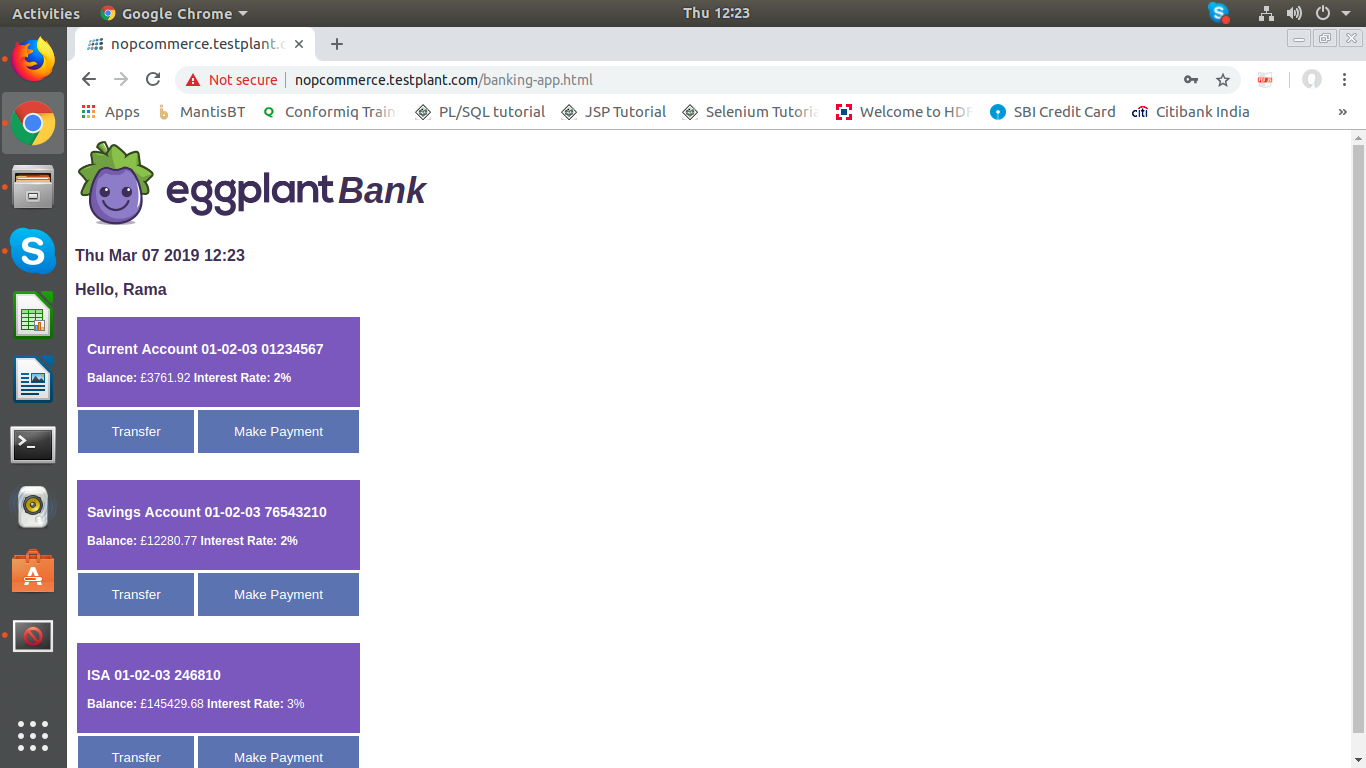 Activities Google Chrome Thu 12:23
nopcommerce.testplant.c
Not secure nopcommerce.testplant.com/banking-app.html
Apps MantisBT Conformiq Train PL/SQL tutorial JSP Tutorial Selenium Tutoria Welcome to HDF citi SBI Credit Card Citibank India »
eggplant Bank
Thu Mar 07 2019 12:23
Hello, Rama
Current Account 01-02-03 01234567
Balance: £3761.92 Interest Rate: 2%
Transfer Make Payment
Savings Account 01-02-03 76543210
Balance: £12280.77 Interest Rate: 2%
Transfer Make Payment
ISA 01-02-03 246810
Balance: £145429.68 Interest Rate: 3%
Transfer Make Payment